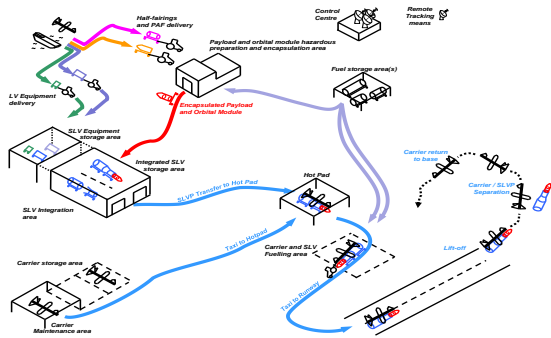 Half-fairings
and PAF delivery
Control
Centre
Remote
Tracking
means
Payload and orbital module hazardous
preparation and encapsulation area
Fuel storage area(s)
LV Equipment
delivery
Encapsulated Payload
and Orbital Module
SLV Equipment
storage area
Integrated SLV
storage area
Carrier return
to base
Carrier / SLVP
Separation
SLVP Transfer to Hot Pad
Hot Pad
SLV Integration
area
Taxi to Hotpad
Carrier and SLV
Fuelling area
Lift-off
Carrier storage area
Taxi to Runway
Carrier
Maintenance area